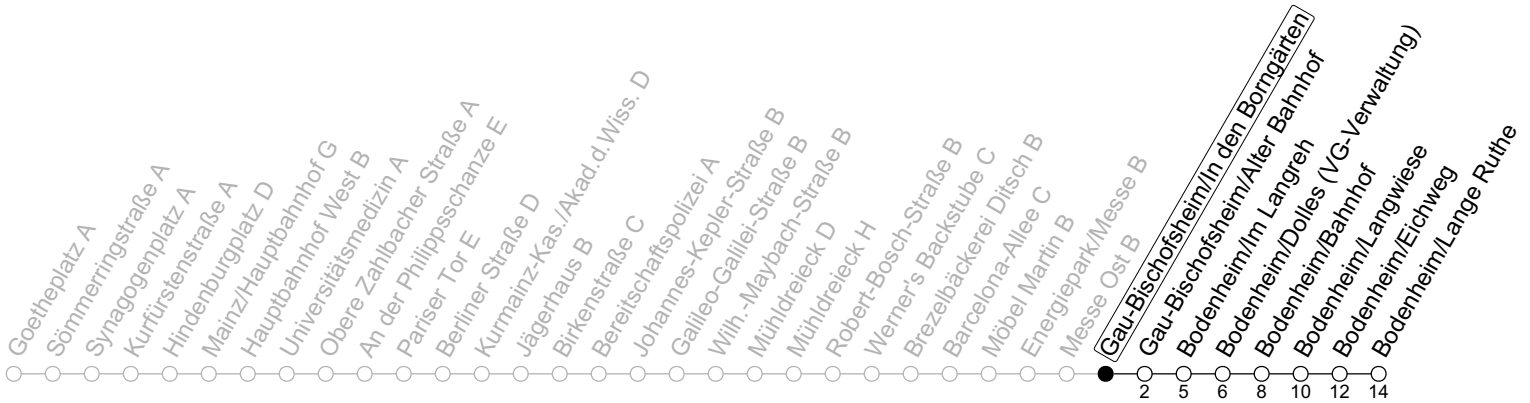 Goetheplatz A
Sömmerringstraße A
Synagogenplatz A
Kurfürstenstraße A
Hindenburgplatz D
Mainz/Hauptbahnhof G
Hauptbahnhof West B
Universitätsmedizin A
Obere Zahlbacher Straße A
An der Philippsschanze E
Pariser Tor E
Berliner Straße D
Kurmainz-Kas./Akad.d.Wiss. D
Jägerhaus B
Birkenstraße C
Bereitschaftspolizei A
Johannes-Kepler-Straße B
Galileo-Galilei-Straße B
Wilh.-Maybach-Straße B
Mühldreieck D
Mühldreieck H
Robert-Bosch-Straße B
Werner's Backstube C
Brezelbäckerei Ditsch B
Barcelona-Allee C
Möbel Martin B
Energiepark/Messe B
Messe Ost B
Gau-Bischofsheim/In den Borngärten
Gau-Bischofsheim/Alter Bahnhof
Bodenheim/Im Langreh
Bodenheim/Dolles (VG-Verwaltung)
Bodenheim/Bahnhof
Bodenheim/Langwiese
Bodenheim/Eichweg
Bodenheim/Lange Ruthe
2 5 6 8 10 12 14